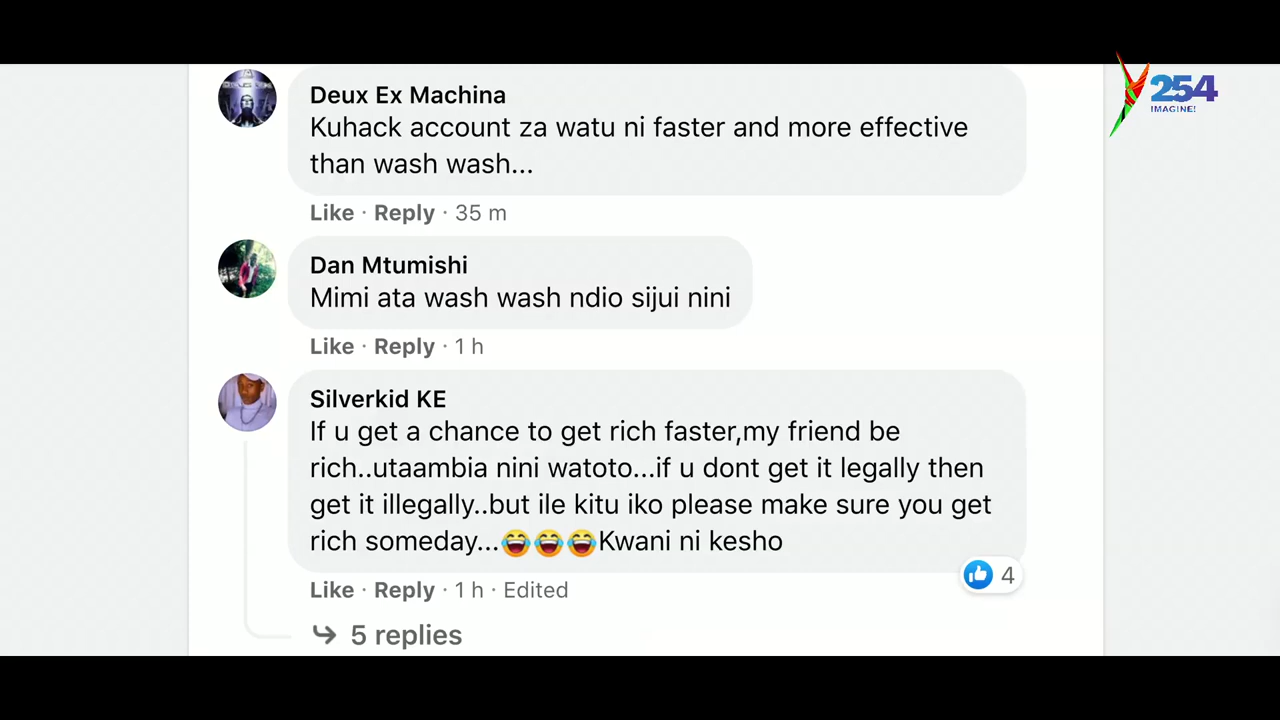 254
IMAGINE!
Deux Ex Machina
Kuhack account za watu ni faster and more effective
than wash wash...
Like · Reply · 35 m
Dan Mtumishi
Mimi ata wash wash ndio sijui nini
Like · Reply · 1 h
Silverkid KE
If u get a chance to get rich faster,my friend be
rich..utaambia nini watoto...if u dont get it legally then
get it illegally..but ile kitu iko please make sure you get
rich someday...😂😂😂Kwani ni kesho
4
Like · Reply · 1 h · Edited
5 replies